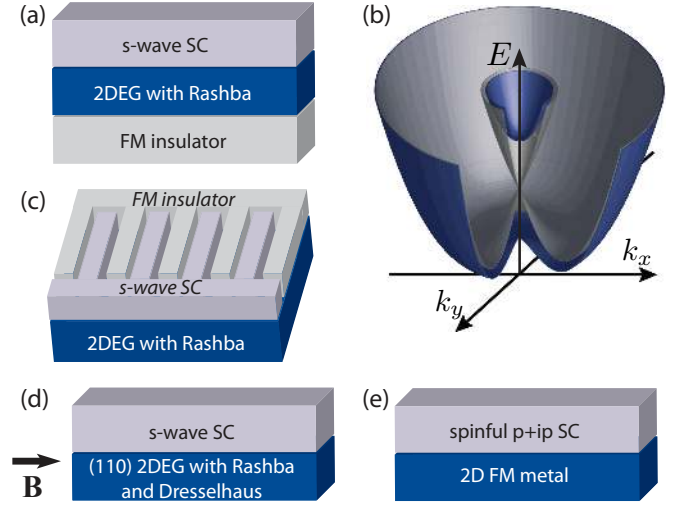 (a)
s-wave SC
2DEG with Rashba
FM insulator
(b)
E
k_x
k_y
(c)
FM insulator
s-wave SC
2DEG with Rashba
(d)
s-wave SC
B
(110) 2DEG with Rashba
and Dresselhaus
(e)
spinful p+ip SC
2D FM metal